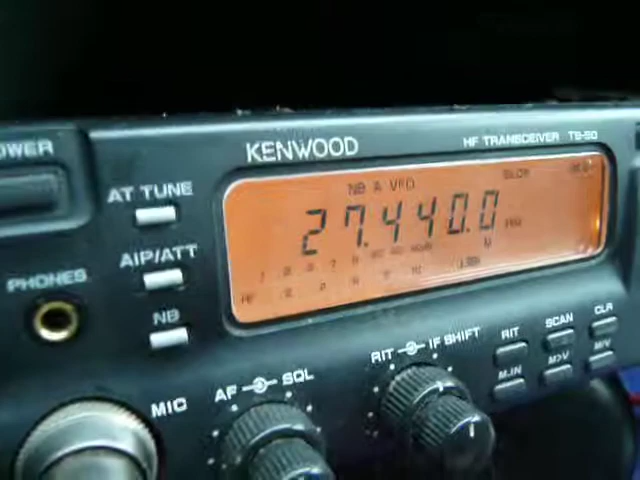 POWER
KENWOOD
HF TRANSCEIVER TS-50
AT TUNE
NB A VFO
SLOW
27.440.0
AIP/ATT
PHONES
NB
MIC
AF SQL
RIT IF SHIFT
RIT
SCAN
CLR
M.IN
M>V
M/V